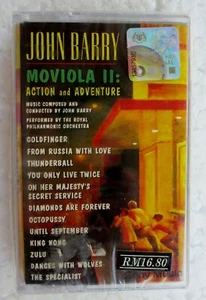 JOHN BARRY
MOVIOLA II:
ACTION AND ADVENTURE
MUSIC COMPOSED AND
CONDUCTED BY JOHN BARRY
PERFORMED BY THE ROYAL
PHILHARMONIC ORCHESTRA
GOLDFINGER
FROM RUSSIA WITH LOVE
THUNDERBALL
YOU ONLY LIVE TWICE
ON HER MAJESTY'S
SECRET SERVICE
DIAMONDS ARE FOREVER
OCTOPUSSY
UNTIL SEPTEMBER
KING KONG
ZULU
DANCES WITH WOLVES
THE SPECIALIST
RM16.80